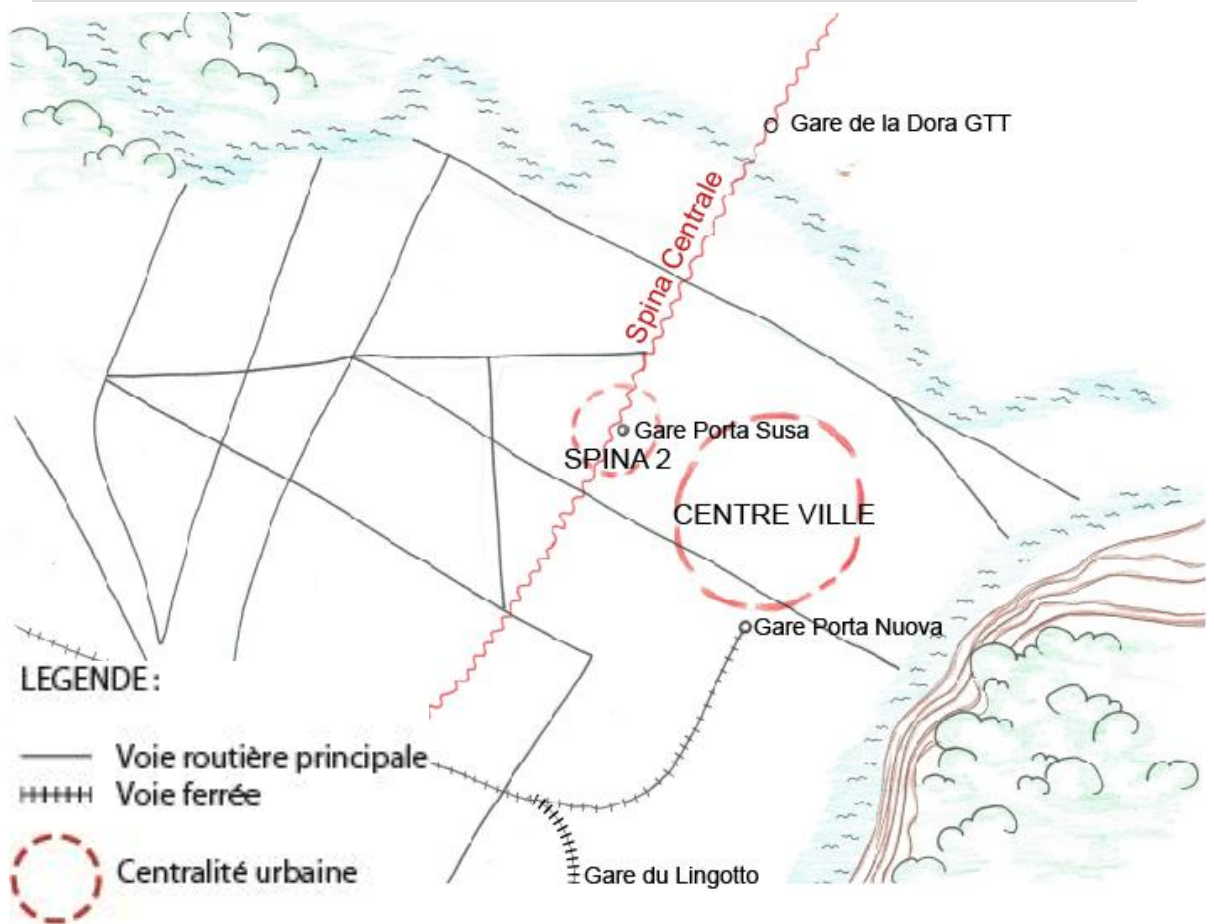 Gare de la Dora GTT
Spina Centrale
Gare Porta Susa
SPINA 2
CENTRE VILLE
Gare Porta Nuova
LEGENDE :
Voie routière principale
Voie ferrée
Gare du Lingotto
Centralité urbaine